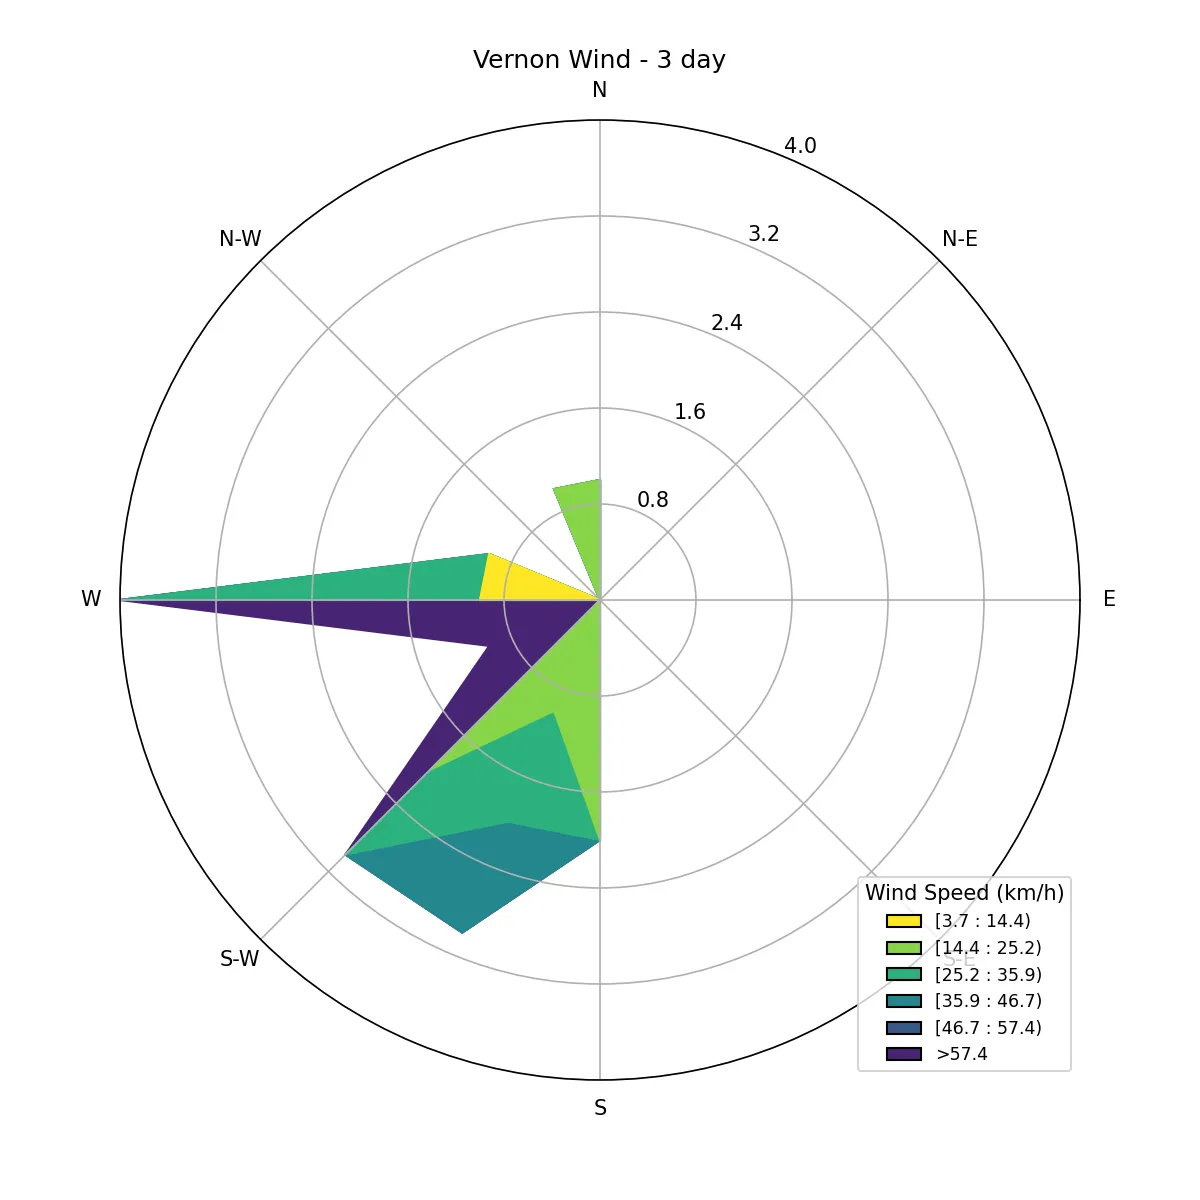 Vernon Wind - 3 day
N
4.0
N-W
3.2
N-E
2.4
1.6
0.8
W
E
Wind Speed (km/h)
[3.7 : 14.4)
[14.4 : 25.2)
S-W
S-E
[25.2 : 35.9)
[35.9 : 46.7)
[46.7 : 57.4)
>57.4
S